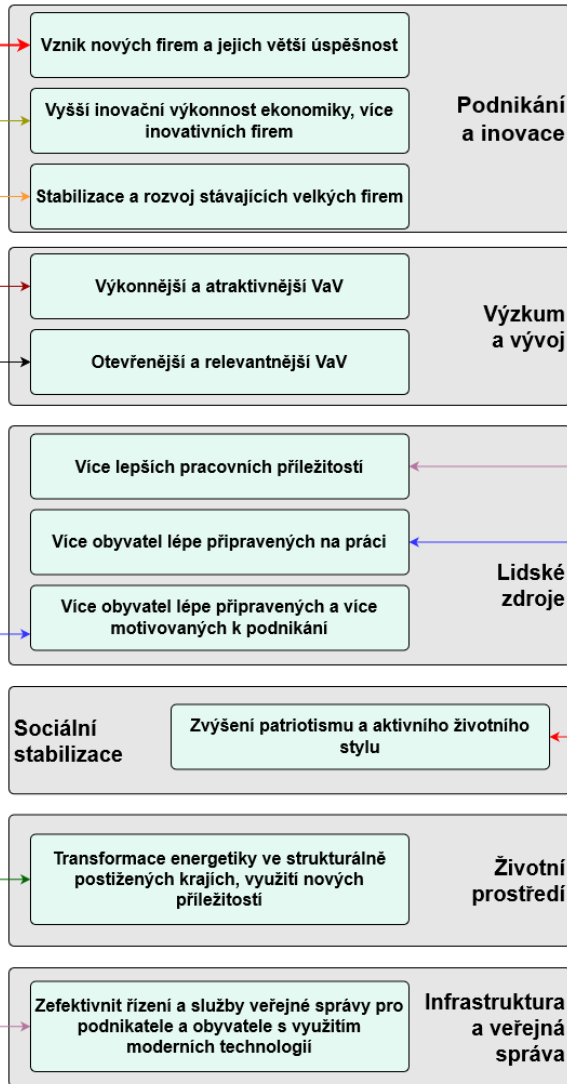 Vznik nových firem a jejich větší úspěšnost
Vyšší inovační výkonnost ekonomiky, více
inovativních firem
Stabilizace a rozvoj stávajících velkých firem
Podnikání
a inovace
Výkonnější a atraktivnější VaV
Otevřenější a relevantnější VaV
Výzkum
a vývoj
Více lepších pracovních příležitostí
Více obyvatel lépe připravených na práci
Více obyvatel lépe připravených a více
motivovaných k podnikání
Lidské
zdroje
Sociální
stabilizace
Zvýšení patriotismu a aktivního životního
stylu
Transformace energetiky ve strukturálně
postižených krajích, využití nových
příležitostí
Životní
prostředí
Zefektivnit řízení a služby veřejné správy pro
podnikatele a obyvatele s využitím
moderních technologií
Infrastruktura
a veřejná
správa